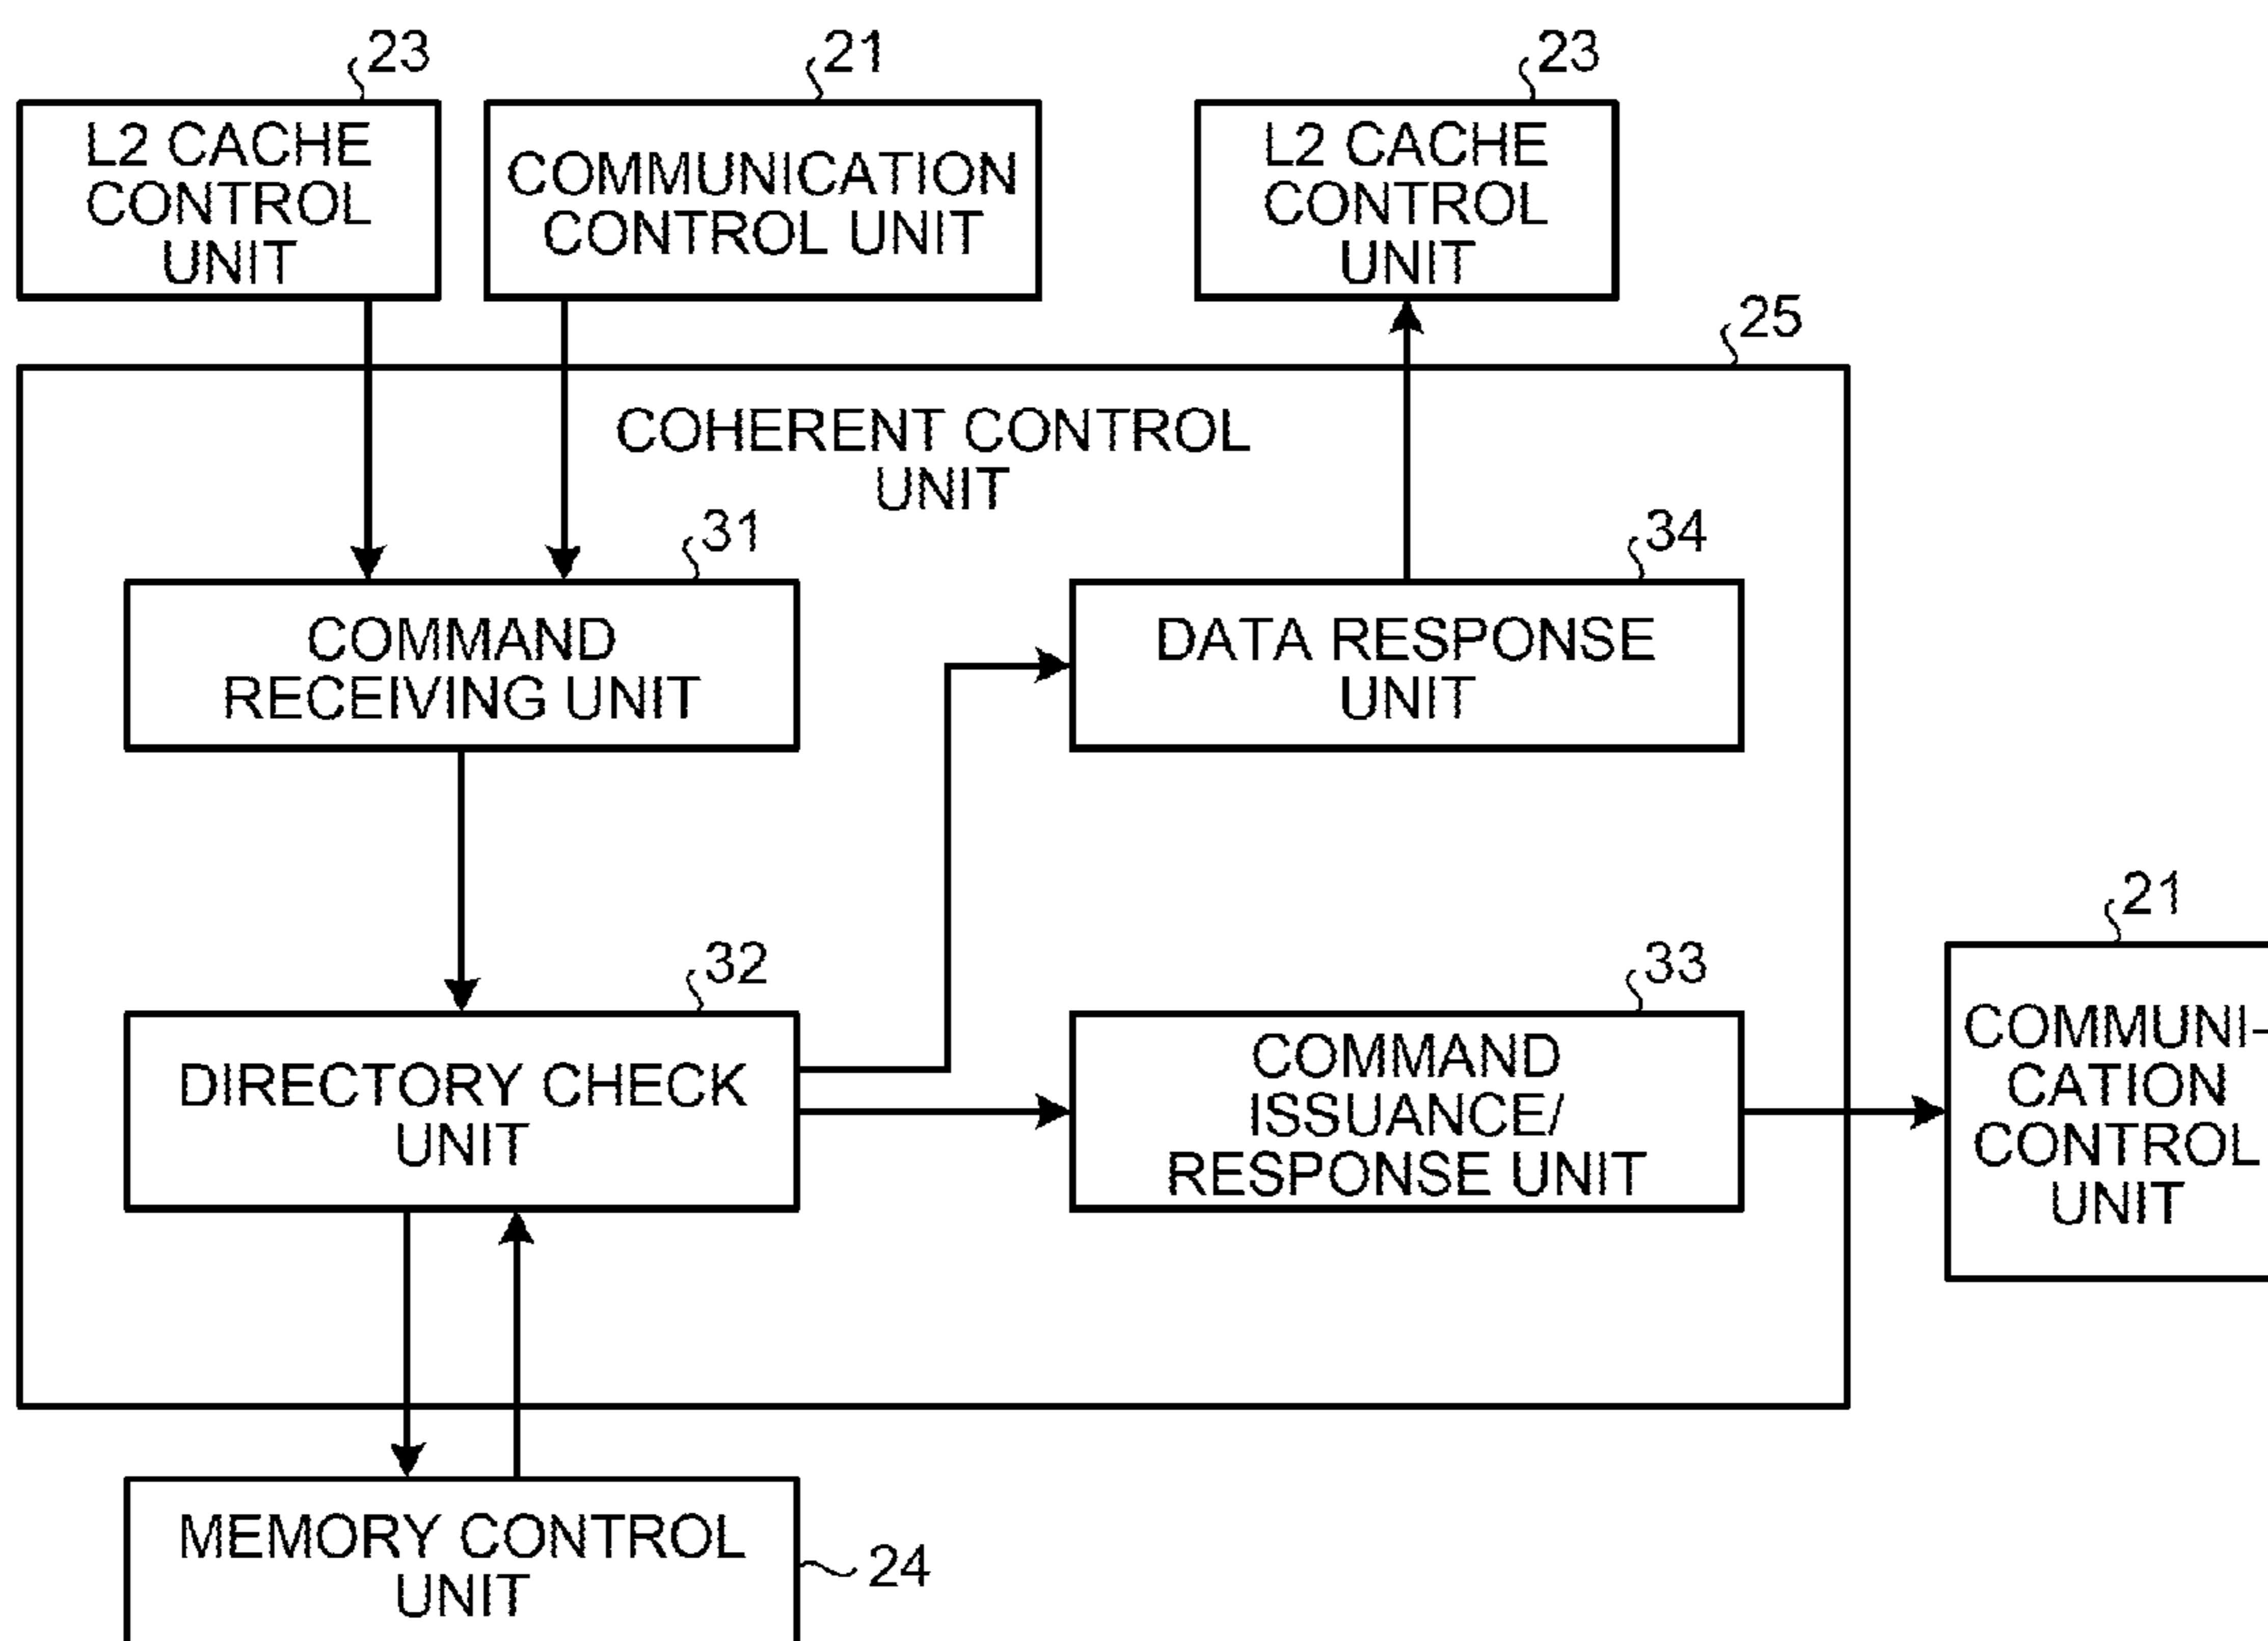 23
L2 CACHE
CONTROL
UNIT
21
COMMUNICATION
CONTROL UNIT
23
L2 CACHE
CONTROL
UNIT
25
COHERENT CONTROL
UNIT
31
COMMAND
RECEIVING UNIT
34
DATA RESPONSE
UNIT
32
DIRECTORY CHECK
UNIT
33
COMMAND
ISSUANCE/
RESPONSE UNIT
21
COMMUNI-
CATION
CONTROL
UNIT
MEMORY CONTROL
UNIT
24